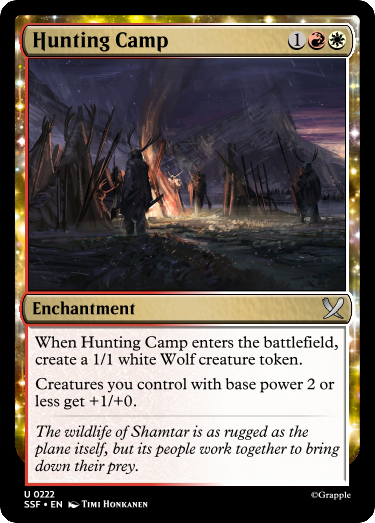 Hunting Camp 1
Enchantment
When Hunting Camp enters the battlefield,
create a 1/1 white Wolf creature token.
Creatures you control with base power 2 or
less get +1/+0.
The wildlife of Shamtar is as rugged as the
plane itself, but its people work together to bring
down their prey.
U 0222
©Grapple
SSF • EN TIMI HONKANEN